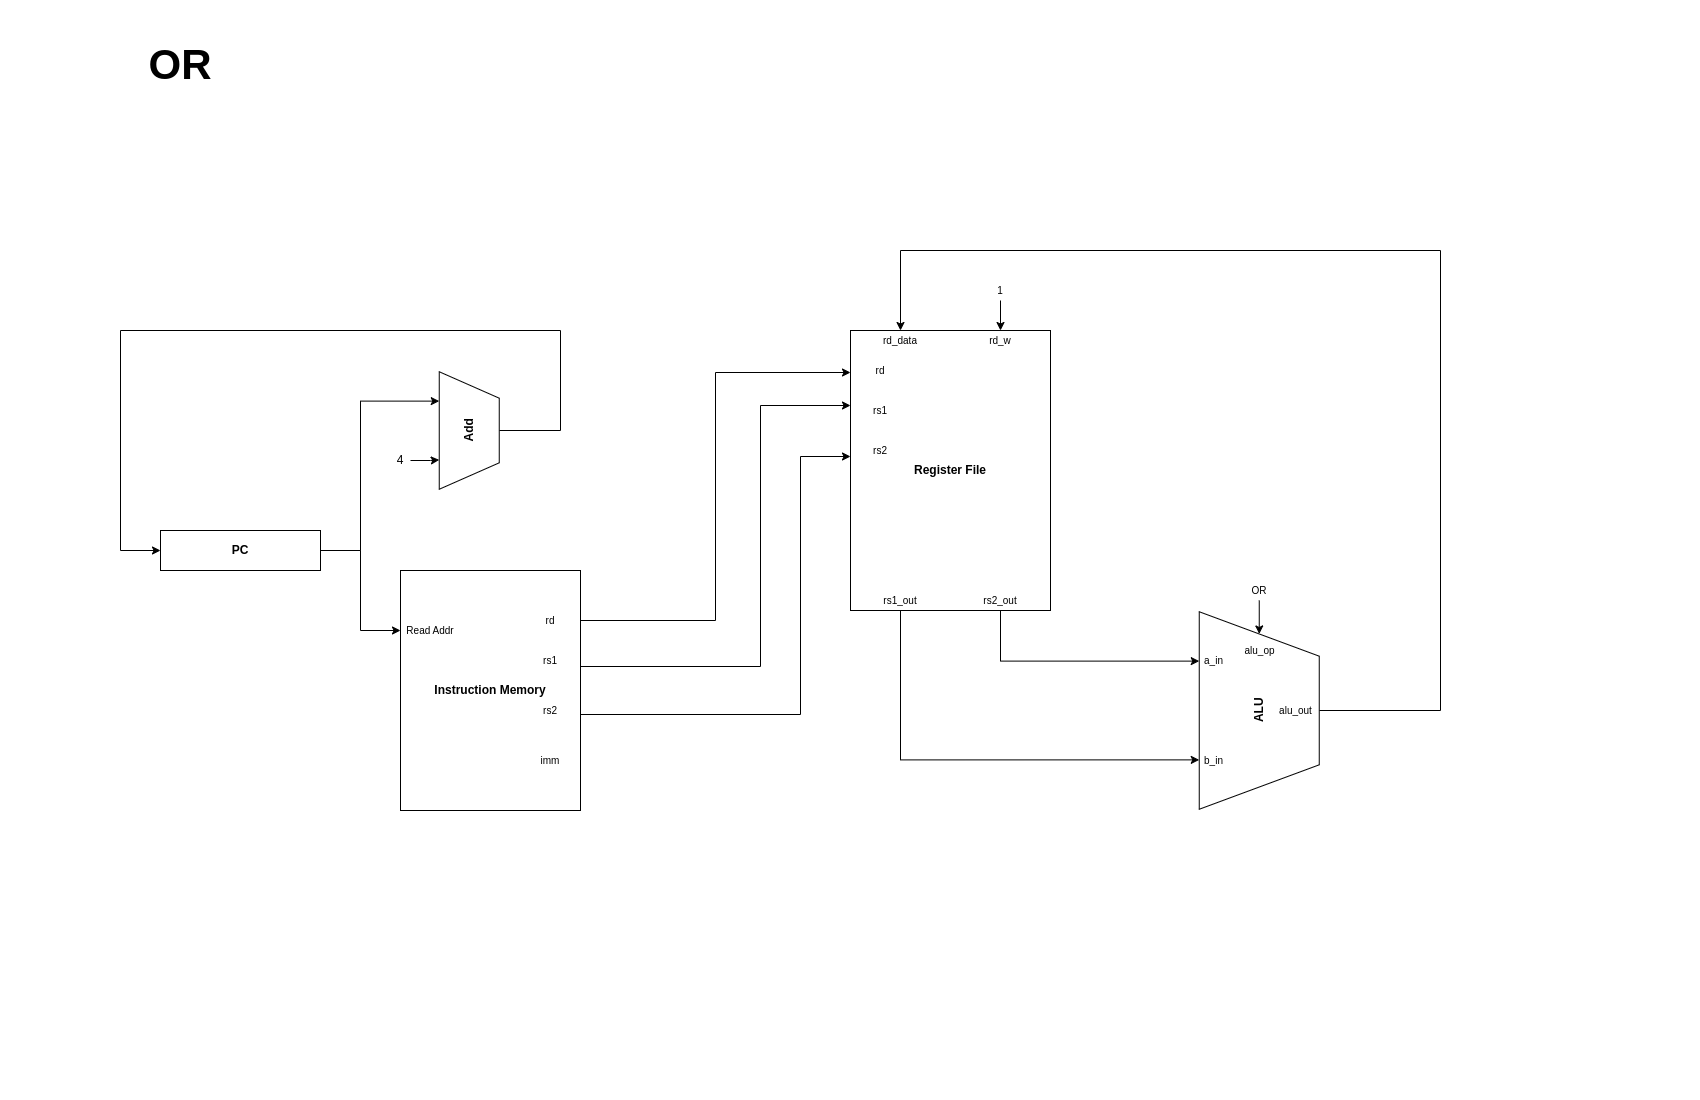 OR
1
rd_data
rd_w
rd
rs1
rs2
Register File
rs1_out
rs2_out
Add
4
PC
Read Addr
rd
rs1
Instruction Memory
rs2
imm
OR
alu_op
a_in
ALU
alu_out
b_in